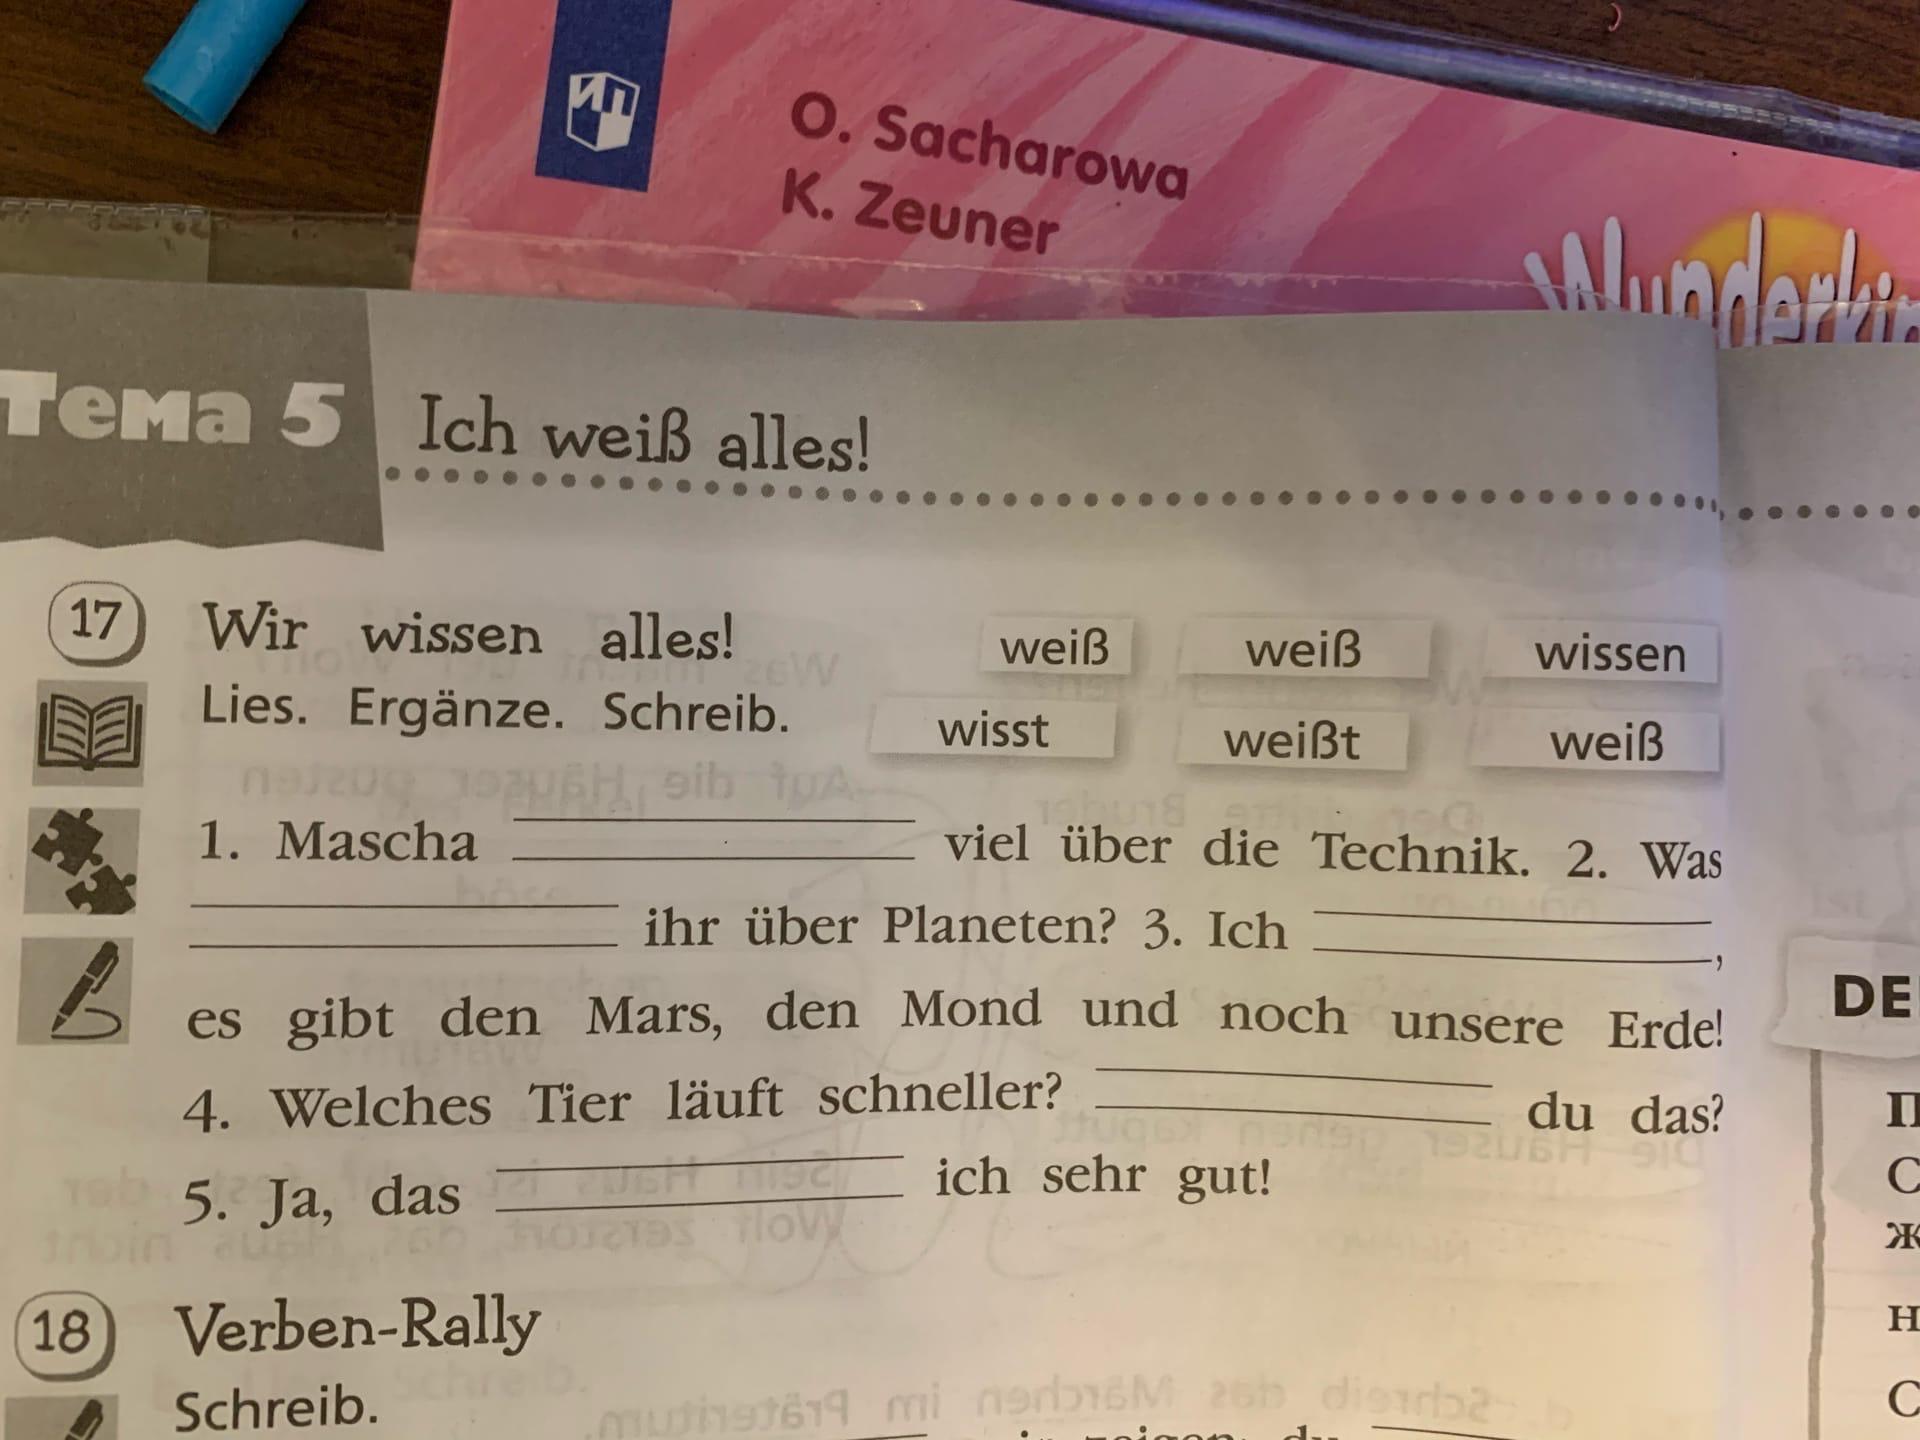 O. Sacharowa
K. Zeuner
Тема 5
Ich weiß alles!
17 Wir wissen alles!
Lies. Ergänze. Schreib.
weiß weiß wissen
wisst weißt weiß
1. Mascha viel über die Technik. 2. Was
ihr über Planeten? 3. Ich ,
es gibt den Mars, den Mond und noch unsere Erde!
4. Welches Tier läuft schneller? du das?
5. Ja, das ich sehr gut!
18 Verben-Rally
Schreib.
DE